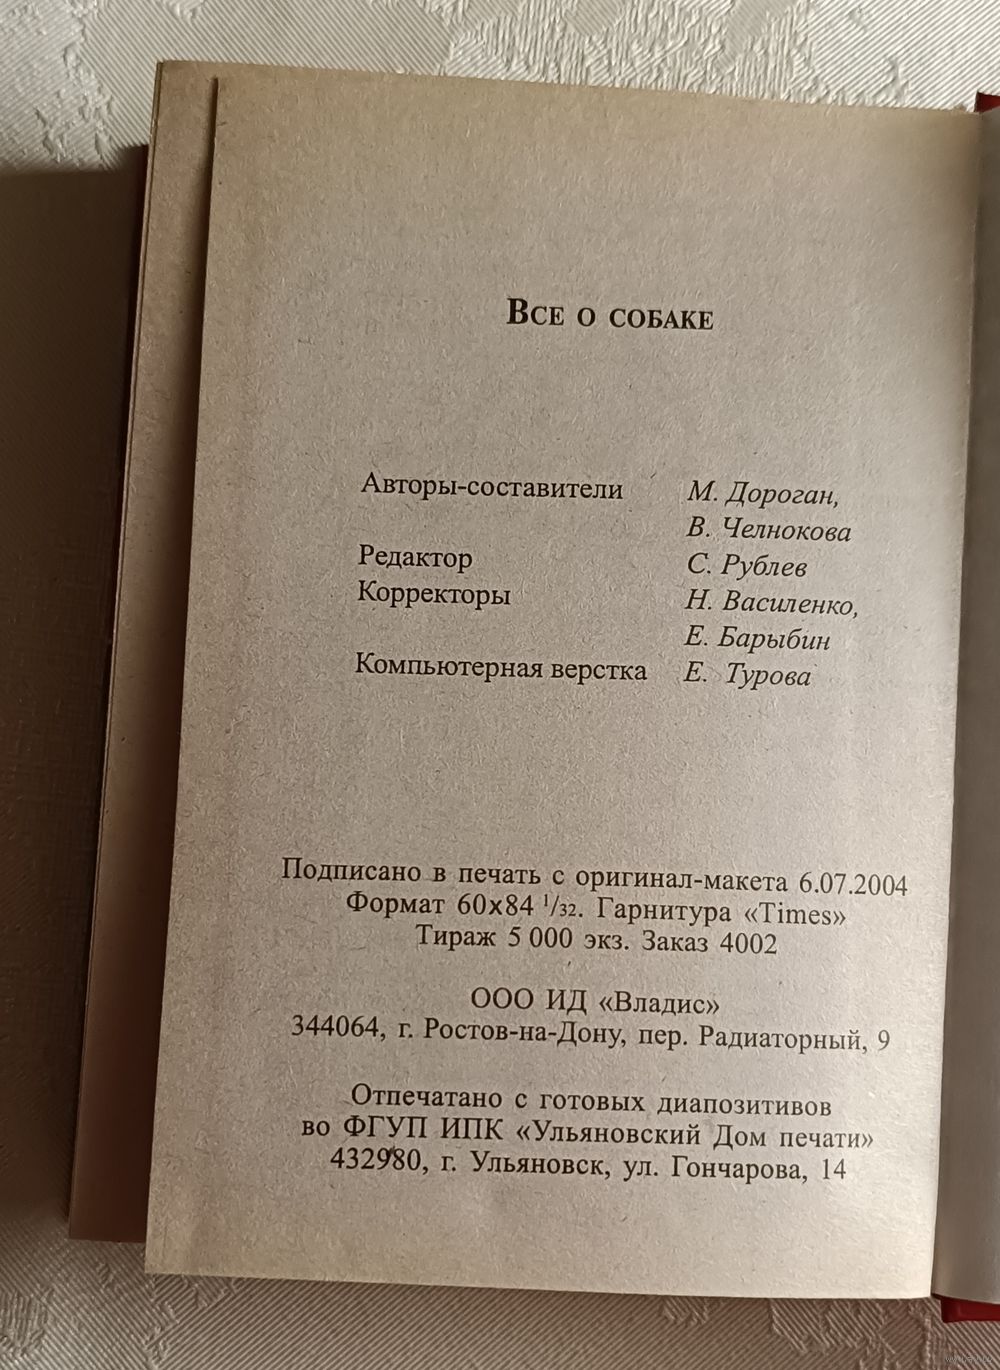 Все о собаке
Авторы-составители М. Дороган,
В. Челнокова
Редактор С. Рублев
Корректоры Н. Василенко,
Е. Барыбин
Компьютерная верстка Е. Турова
Подписано в печать с оригинал-макета 6.07.2004
Формат 60х84 1/32. Гарнитура «Times»
Тираж 5 000 экз. Заказ 4002
ООО ИД «Владис»
344064, г. Ростов-на-Дону, пер. Радиаторный, 9
Отпечатано с готовых диапозитивов
во ФГУП ИПК «Ульяновский Дом печати»
432980, г. Ульяновск, ул. Гончарова, 14